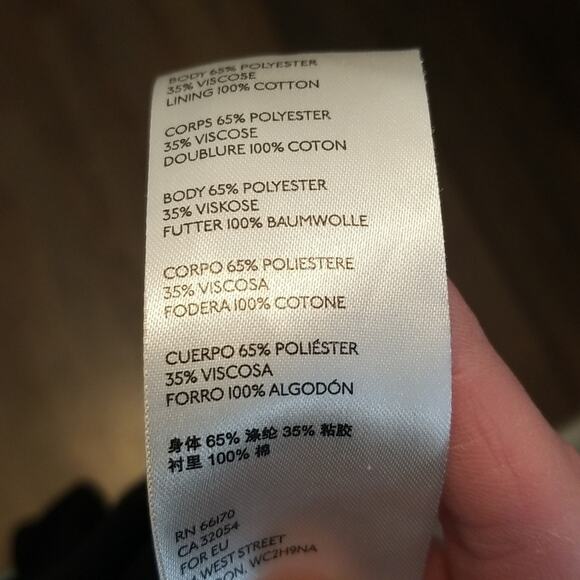 BODY 65% POLYESTER
35% VISCOSE
LINING 100% COTTON
CORPS 65% POLYESTER
35% VISCOSE
DOUBLURE 100% COTON
BODY 65% POLYESTER
35% VISKOSE
FUTTER 100% BAUMWOLLE
CORPO 65% POLIESTERE
35% VISCOSA
FODERA 100% COTONE
CUERPO 65% POLIÉSTER
35% VISCOSA
FORRO 100% ALGODÓN
身体 65% 涤纶 35% 粘胶
衬里 100% 棉
RN 66170
CA 32054
FOR EU
WEST STREET
WC2H9NA